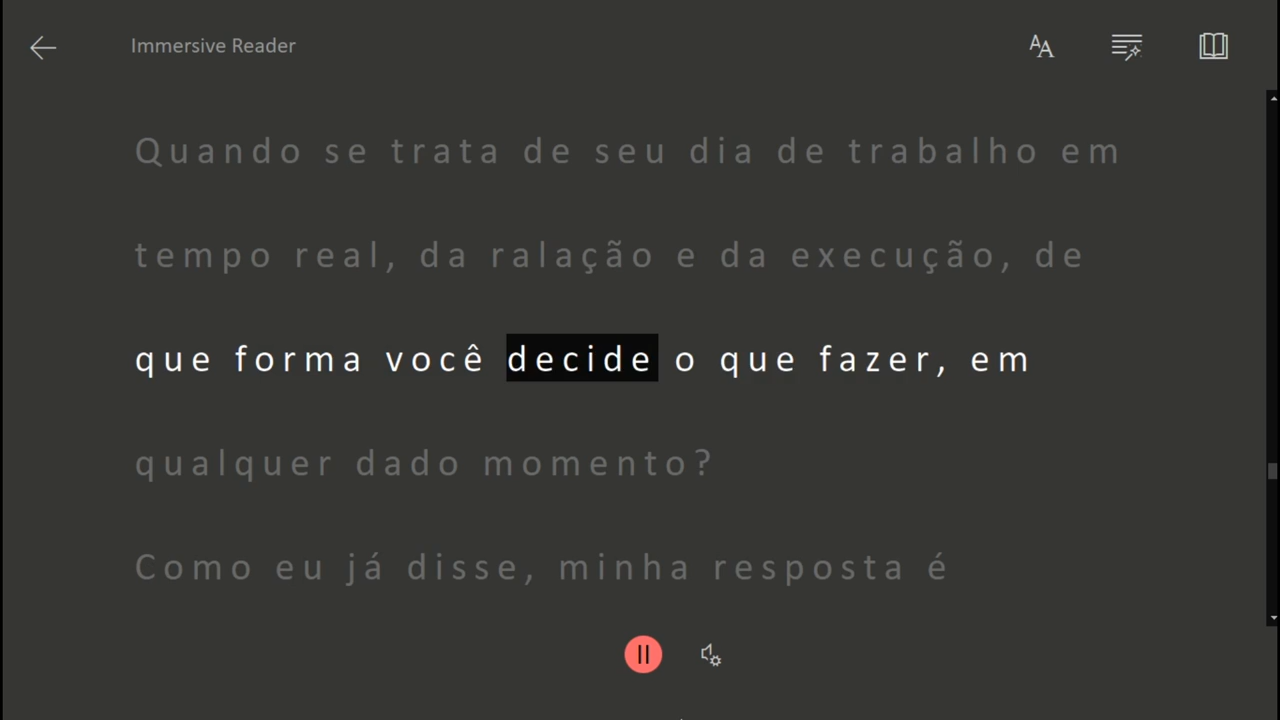 Immersive Reader
Quando se trata de seu dia de trabalho em
tempo real, da ralação e da execução, de
que forma você decide o que fazer, em
qualquer dado momento?
Como eu já disse, minha resposta é